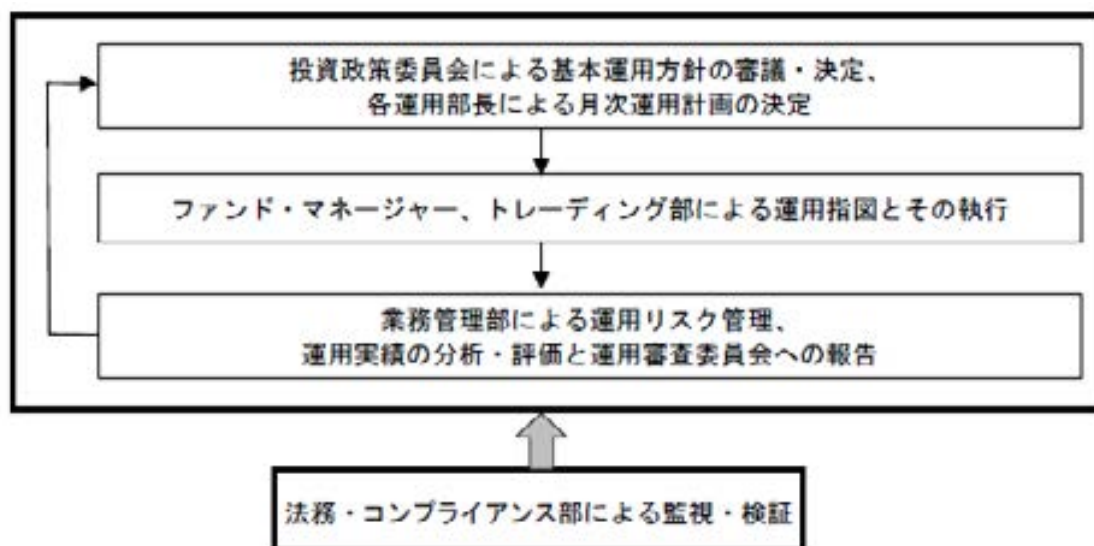 投資政策委員会による基本運用方針の審議・決定、
各運用部長による月次運用計画の決定
ファンド・マネージャー、トレーディング部による運用指図とその執行
業務管理部による運用リスク管理、
運用実績の分析・評価と運用審査委員会への報告
法務・コンプライアンス部による監視・検証